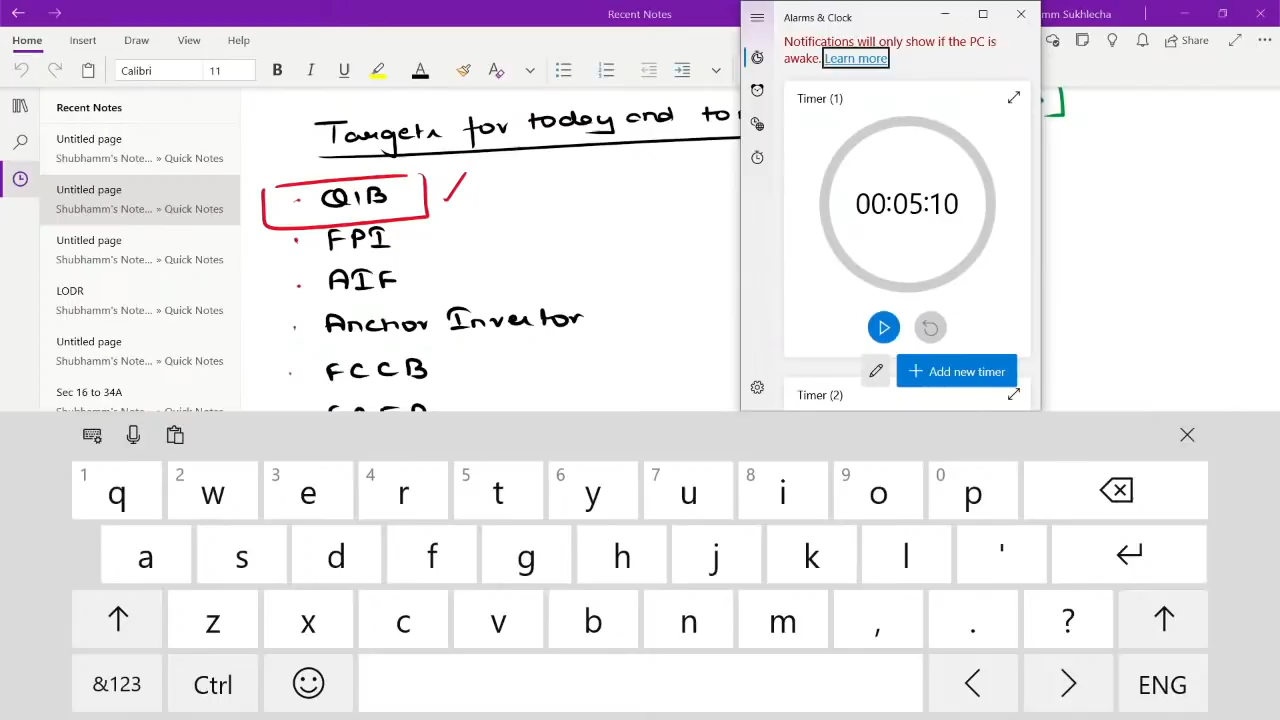 Recent Notes
mm Sukhlecha
Home Insert Draw View Help
Share
Calibri 11 B I U A
Recent Notes
Untitled page
Shubhamm's Note... » Quick Notes
Untitled page
Shubhamm's Note... » Quick Notes
Untitled page
Shubhamm's Note... » Quick Notes
LODR
Shubhamm's Note... » Quick Notes
Untitled page
Shubhamm's Note... » Quick Notes
Sec 16 to 34A
Targets for today and to
QIB
FPI
AIF
Anchor Investor
FCCB
Alarms & Clock
Notifications will only show if the PC is
awake. Learn more
Timer (1)
00:05:10
Add new timer
Timer (2)
1 2 3 4 5 6 7 8 9 0
q w e r t y u i o p
a s d f g h j k l '
z x c v b n m , . ?
&123 Ctrl ENG